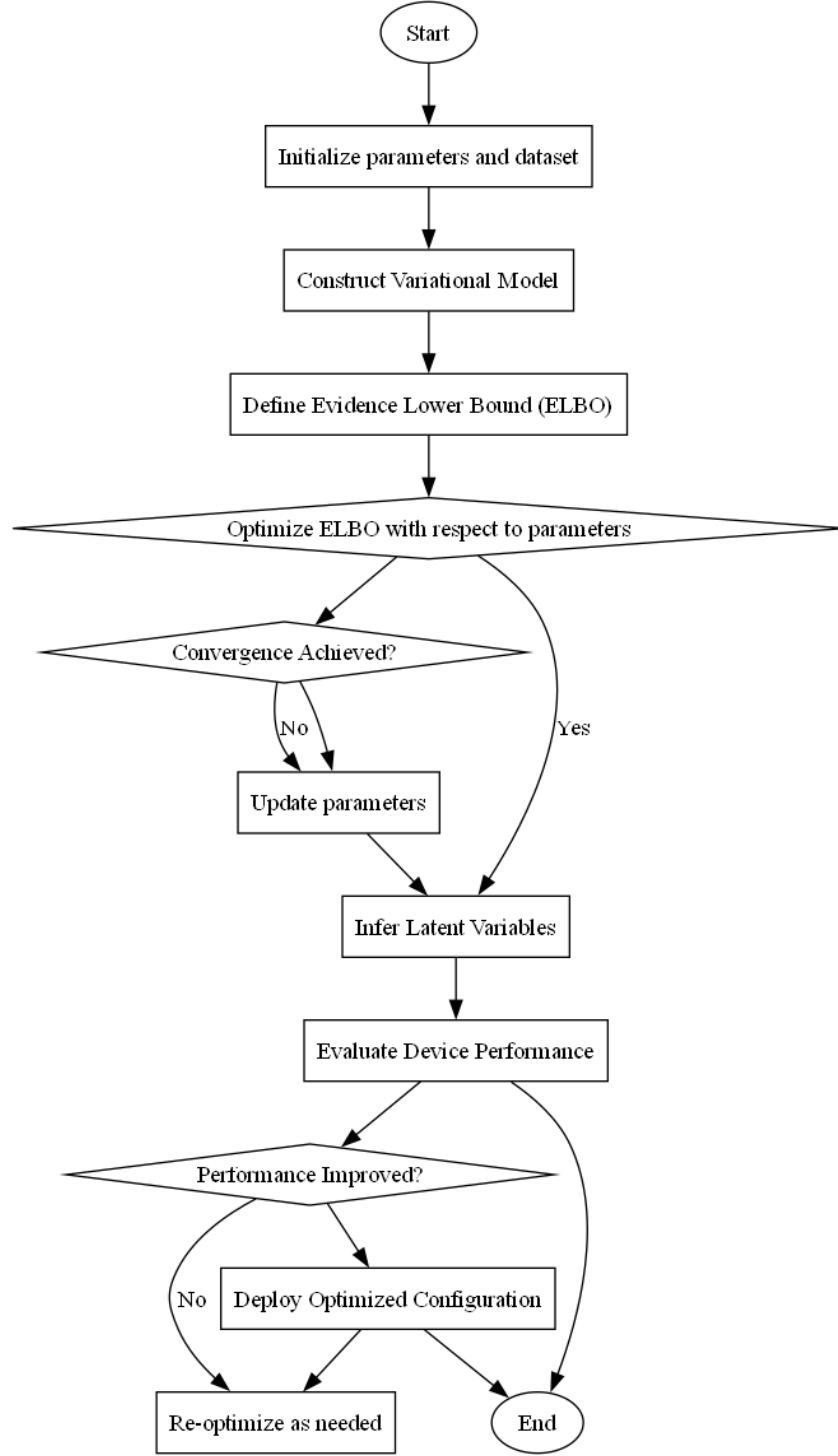 Start
Initialize parameters and dataset
Construct Variational Model
Define Evidence Lower Bound (ELBO)
Optimize ELBO with respect to parameters
Convergence Achieved?
No
Yes
Update parameters
Infer Latent Variables
Evaluate Device Performance
Performance Improved?
No
Deploy Optimized Configuration
Re-optimize as needed
End